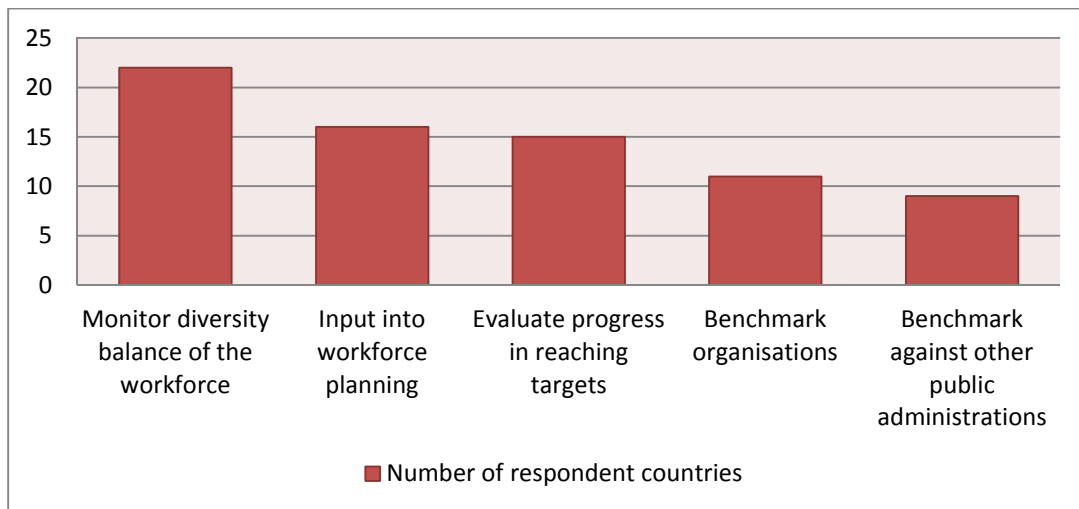 25
20
15
10
5
0
Monitor diversity
balance of the
workforce
Input into
workforce
planning
Evaluate progress
in reaching
targets
Benchmark
organisations
Benchmark
against other
public
administrations
Number of respondent countries